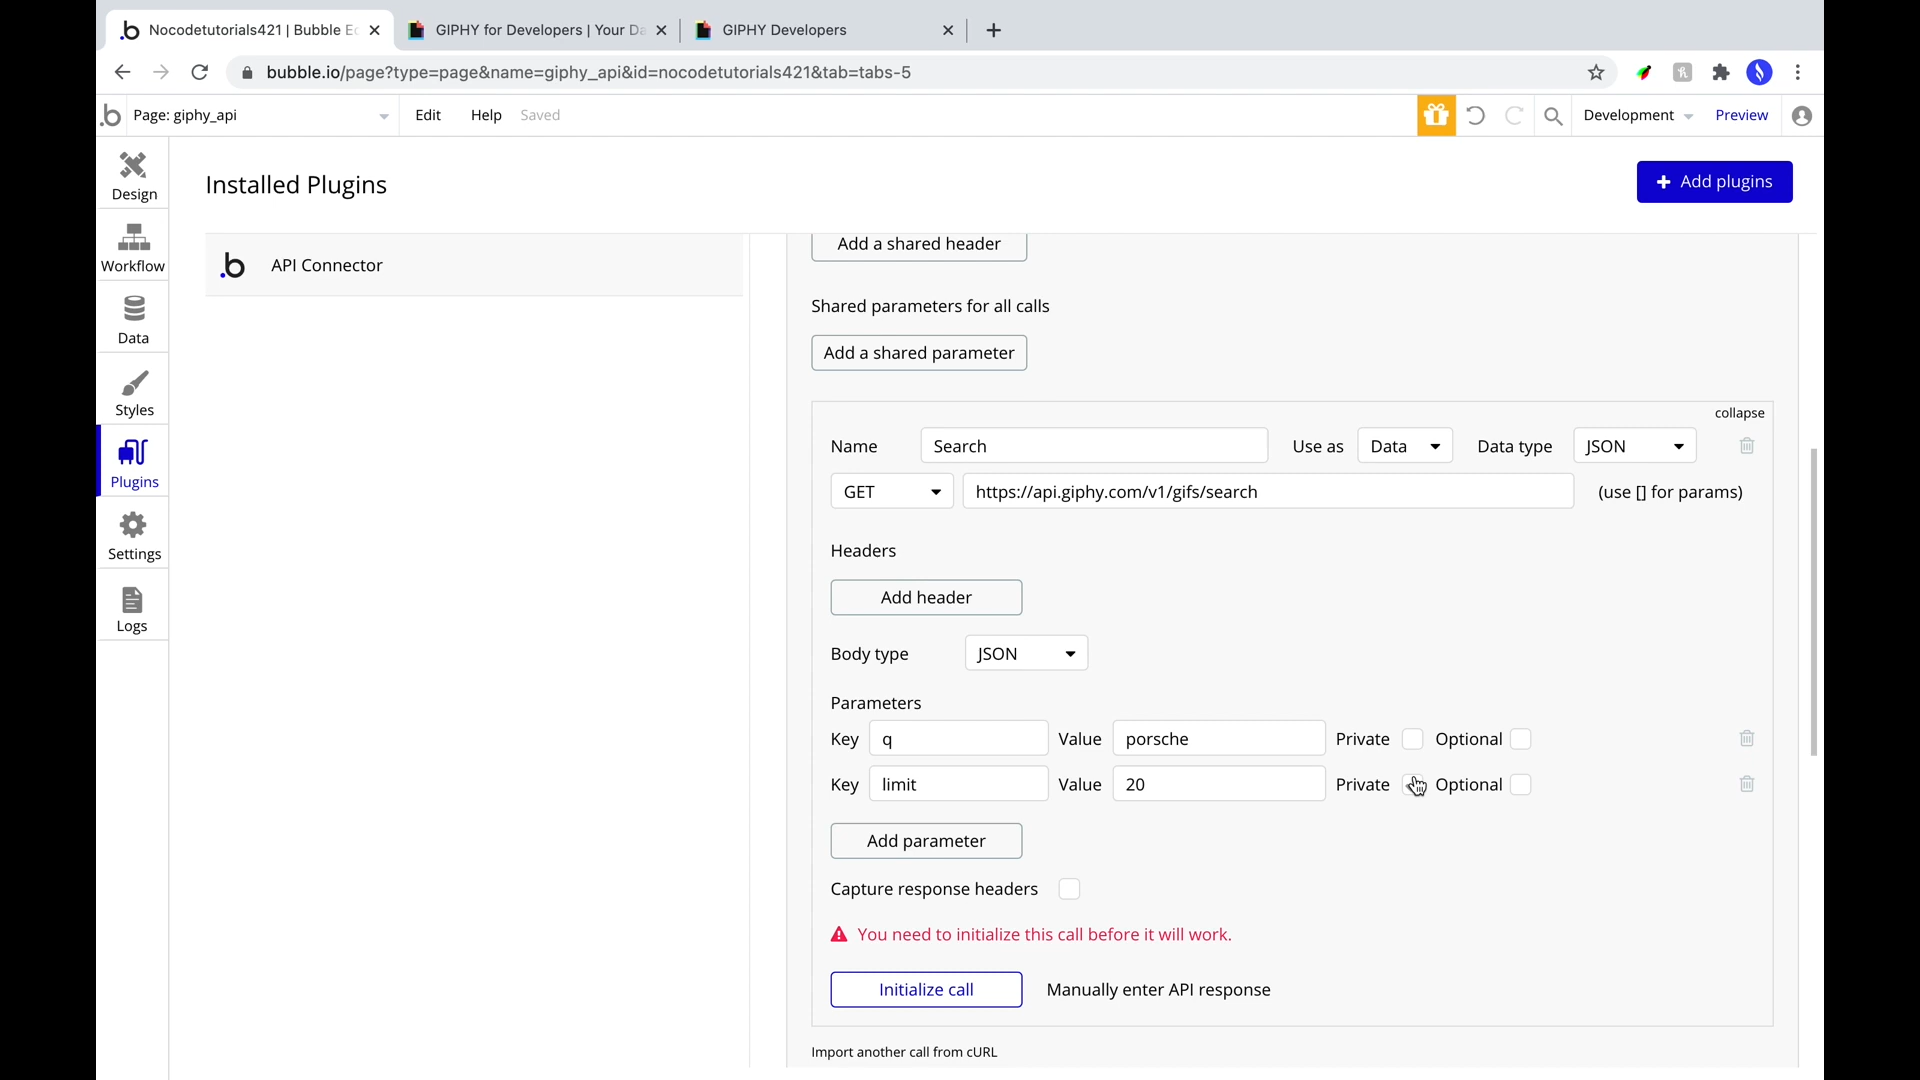 Nocodetutorials421 | Bubble Ec
GIPHY for Developers | Your Da
GIPHY Developers
bubble.io/page?type=page&name=giphy_api&id=nocodetutorials421&tab=tabs-5
Page: giphy_api
Edit
Help
Saved
Development
Preview
Design
Workflow
Data
Styles
Plugins
Settings
Logs
Installed Plugins
+ Add plugins
b API Connector
Add a shared header
Shared parameters for all calls
Add a shared parameter
collapse
Name Search Use as Data Data type JSON
GET https://api.giphy.com/v1/gifs/search (use [] for params)
Headers
Add header
Body type JSON
Parameters
Key q Value porsche Private Optional
Key limit Value 20 Private Optional
Add parameter
Capture response headers
You need to initialize this call before it will work.
Initialize call Manually enter API response
Import another call from cURL